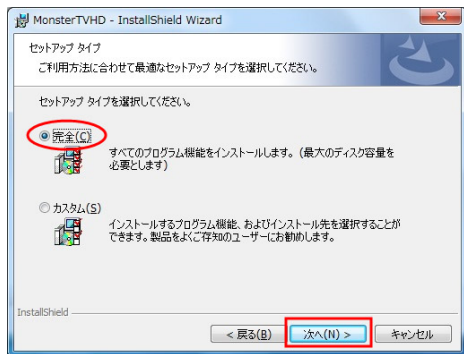 MonsterTVHD - InstallShield Wizard
セットアップ タイプ
ご利用方法に合わせて最適なセットアップ タイプを選択してください。
セットアップ タイプを選択してください。
完全(C)
すべてのプログラム機能をインストールします。(最大のディスク容量を
必要とします)
カスタム(S)
インストールするプログラム機能、およびインストール先を選択することが
できます。製品をよくご存知のユーザーにお勧めします。
InstallShield
< 戻る(B) 次へ(N) > キャンセル